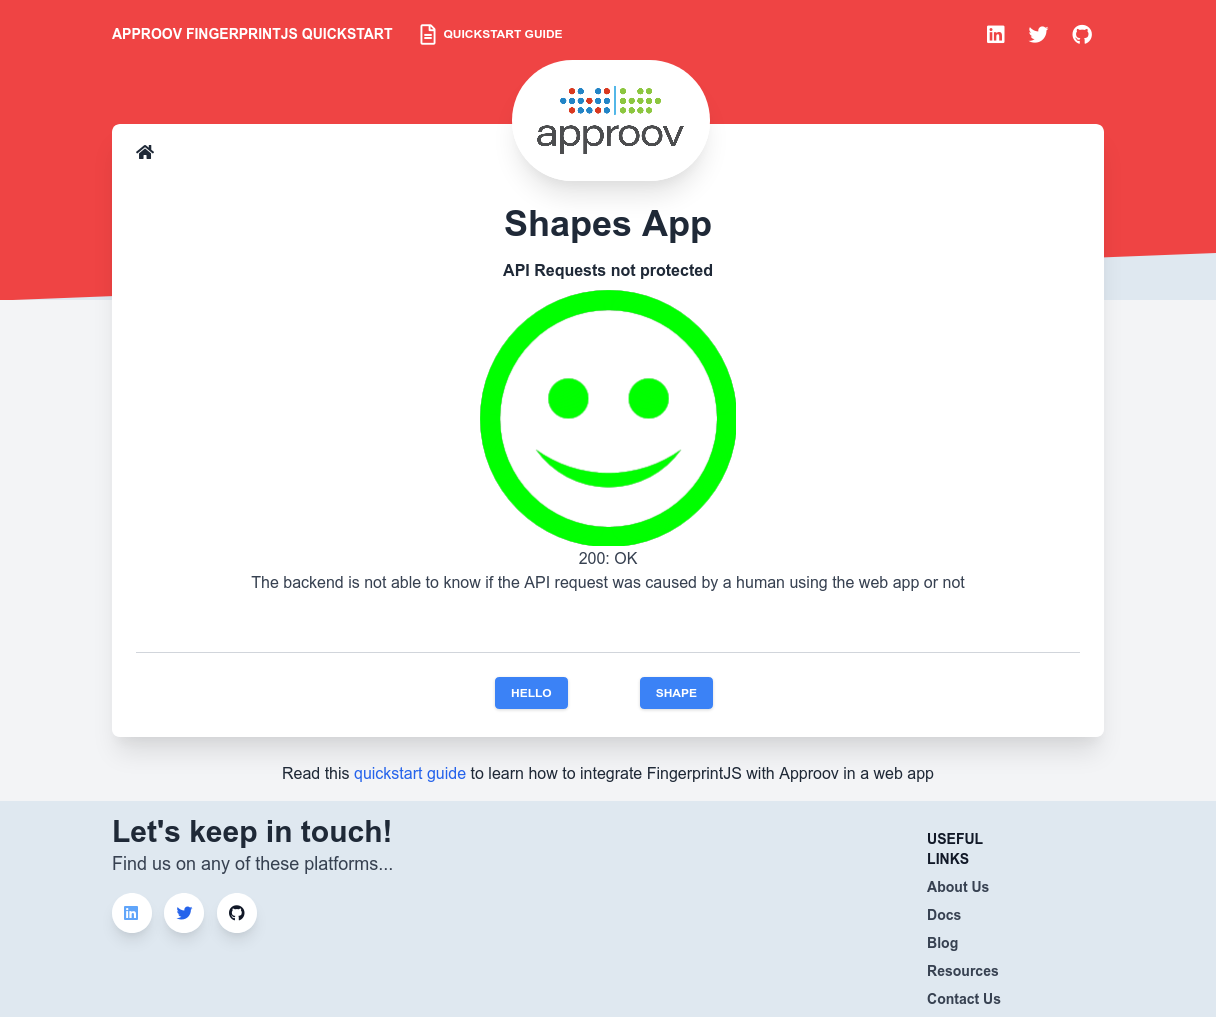 APPROOV FINGERPRINTJS QUICKSTART
QUICKSTART GUIDE
approov
Shapes App
API Requests not protected
200: OK
The backend is not able to know if the API request was caused by a human using the web app or not
HELLO
SHAPE
Read this quickstart guide to learn how to integrate FingerprintJS with Approov in a web app
Let's keep in touch!
Find us on any of these platforms...
USEFUL
LINKS
About Us
Docs
Blog
Resources
Contact Us